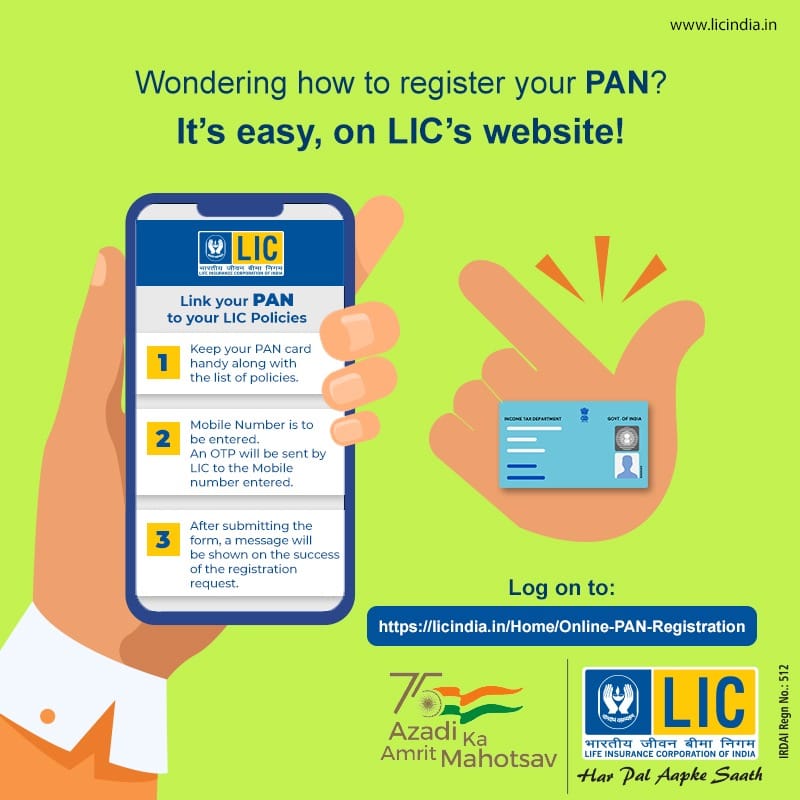 www.licindia.in
Wondering how to register your PAN?
It's easy, on LIC's website!
LIC
भारतीय जीवन बीमा निगम
LIFE INSURANCE CORPORATION OF INDIA
Link your PAN
to your LIC Policies
1
Keep your PAN card
handy along with
the list of policies.
2
Mobile Number is to
be entered.
An OTP will be sent by
LIC to the Mobile
number entered.
3
After submitting the
form, a message will
be shown on the success
of the registration
request.
INCOME TAX DEPARTMENT
GOVT. OF INDIA
Log on to:
https://licindia.in/Home/Online-PAN-Registration
75
Azadi Ka
Amrit Mahotsav
LIC
भारतीय जीवन बीमा निगम
LIFE INSURANCE CORPORATION OF INDIA
Har Pal Aapke Saath
IRDAI Regn No.: 512